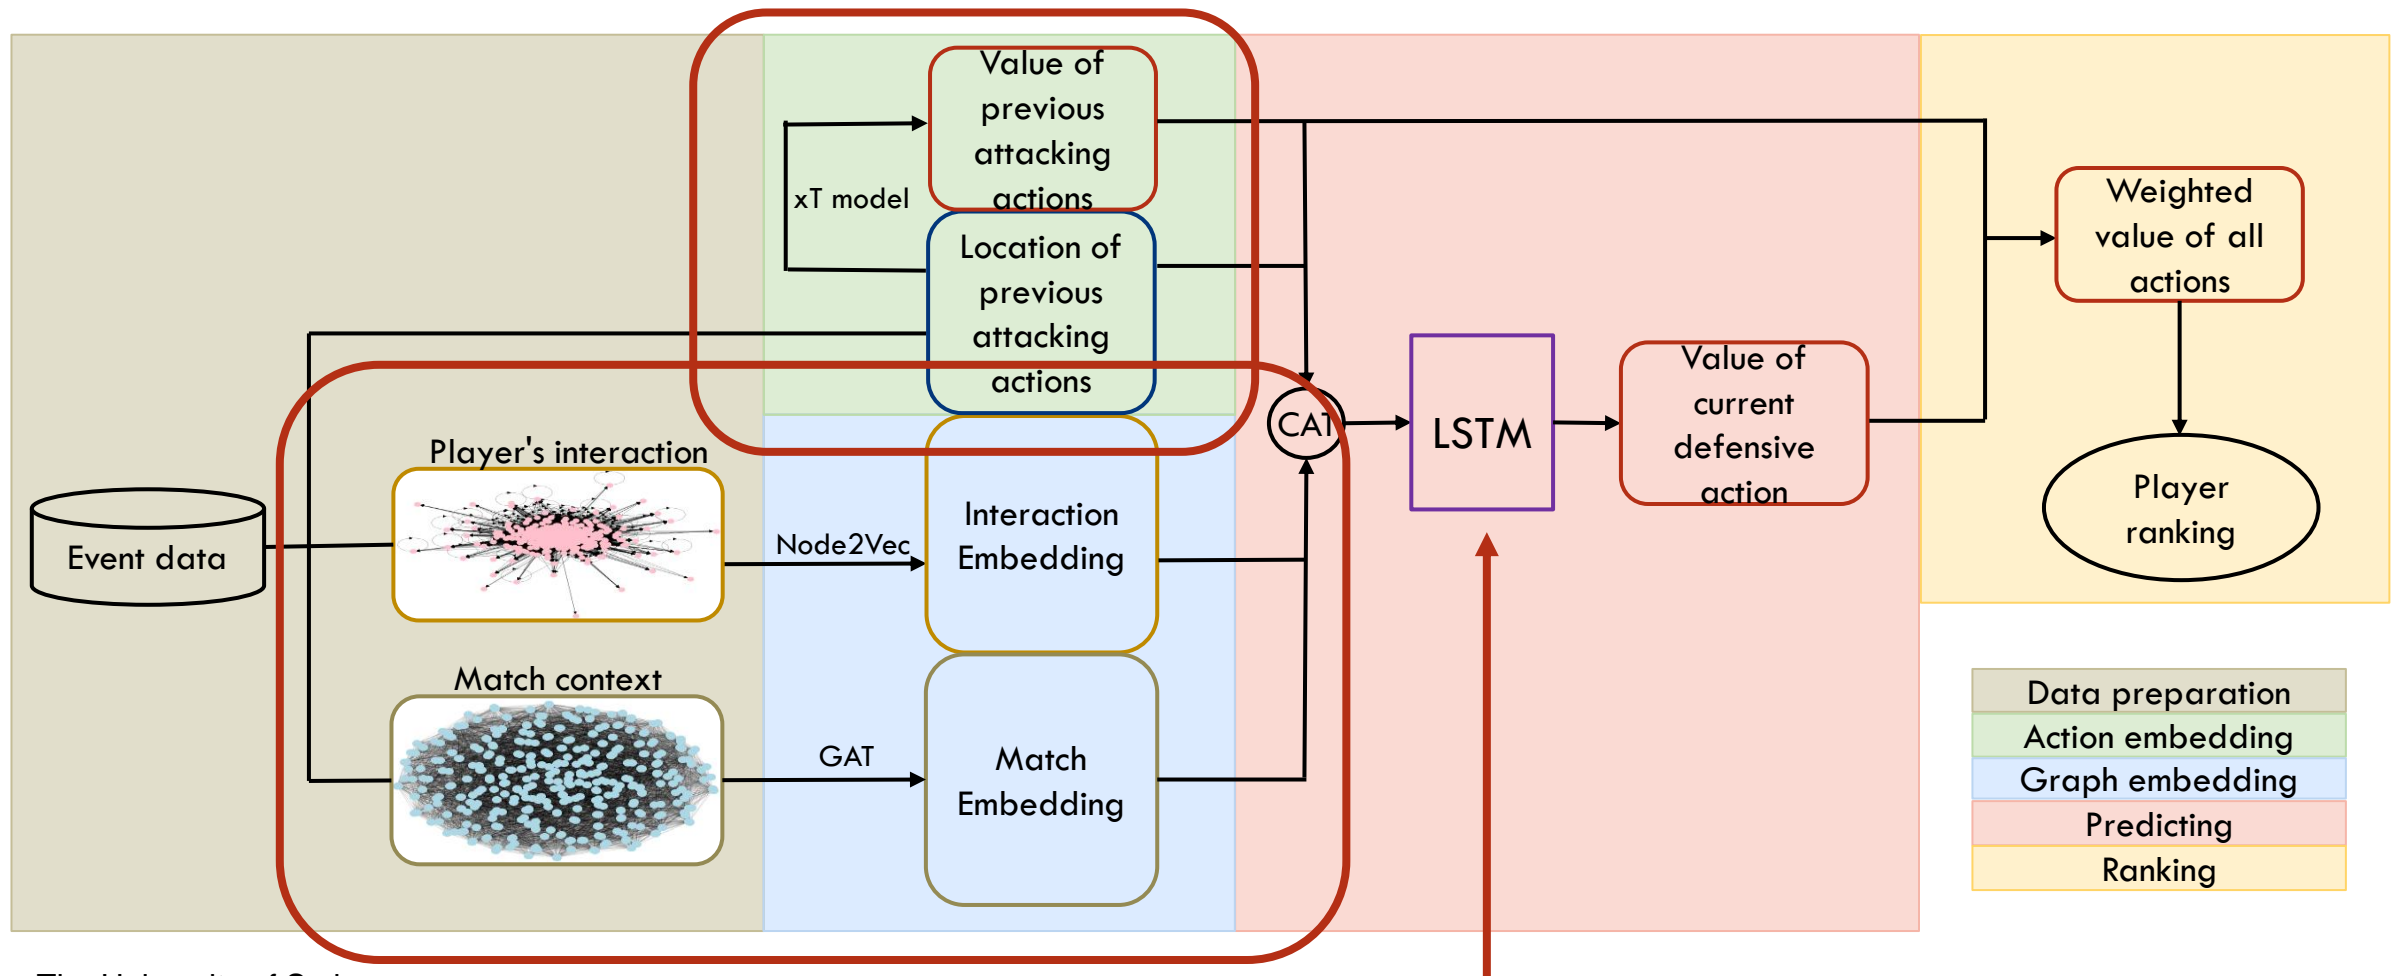 Value of
previous
attacking
actions
xT model
Location of
previous
attacking
actions
Player's interaction
Event data
Node2Vec
Interaction
Embedding
Match context
GAT
Match
Embedding
CAT
LSTM
Value of
current
defensive
action
Weighted
value of all
actions
Player
ranking
Data preparation
Action embedding
Graph embedding
Predicting
Ranking